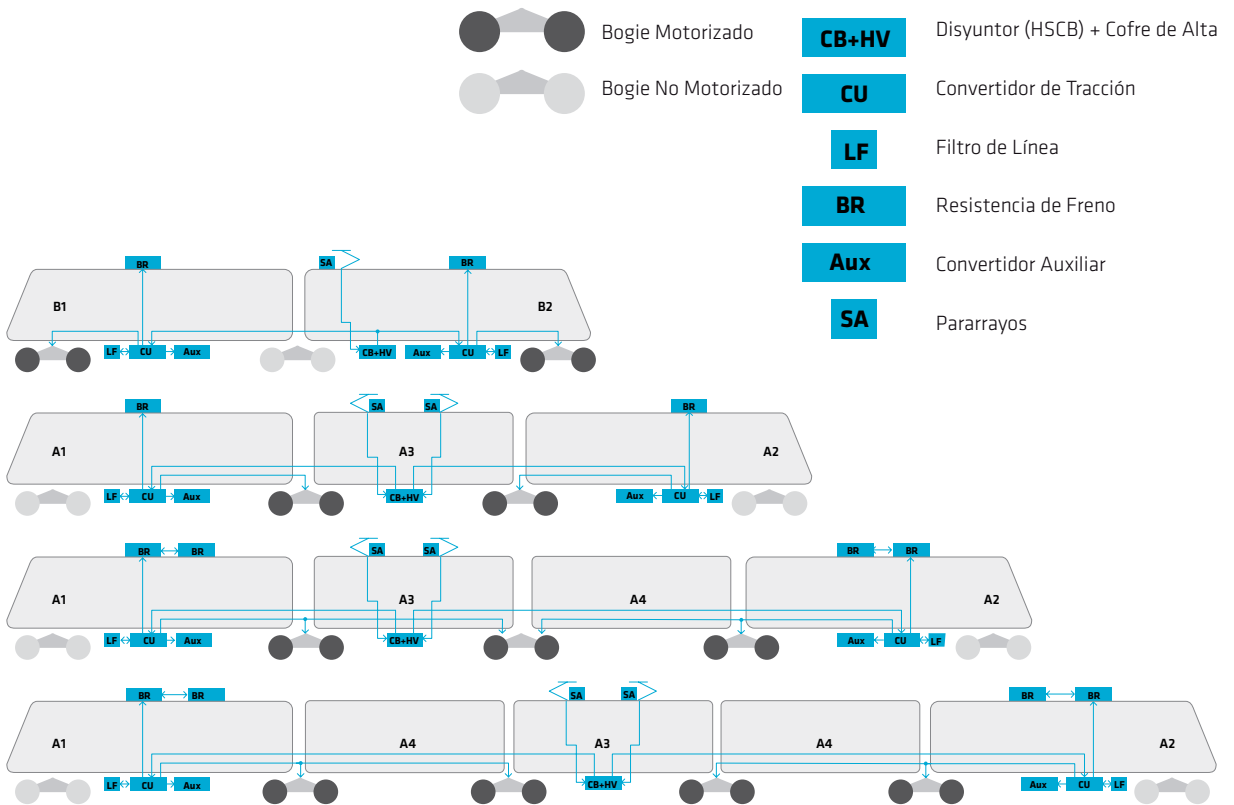 Bogie Motorizado
Bogie No Motorizado
CB+HV Disyuntor (HSCB) + Cofre de Alta
CU Convertidor de Tracción
LF Filtro de Línea
BR Resistencia de Freno
Aux Convertidor Auxiliar
SA Pararrayos
BR SA BR
B1 B2
LF CU Aux CB+HV Aux CU LF
BR SA SA BR
A1 A3 A2
LF CU Aux CB+HV Aux CU LF
BR BR SA SA BR BR
A1 A3 A4 A2
LF CU Aux CB+HV Aux CU LF
BR BR SA SA BR BR
A1 A4 A3 A4 A2
LF CU Aux CB+HV Aux CU LF